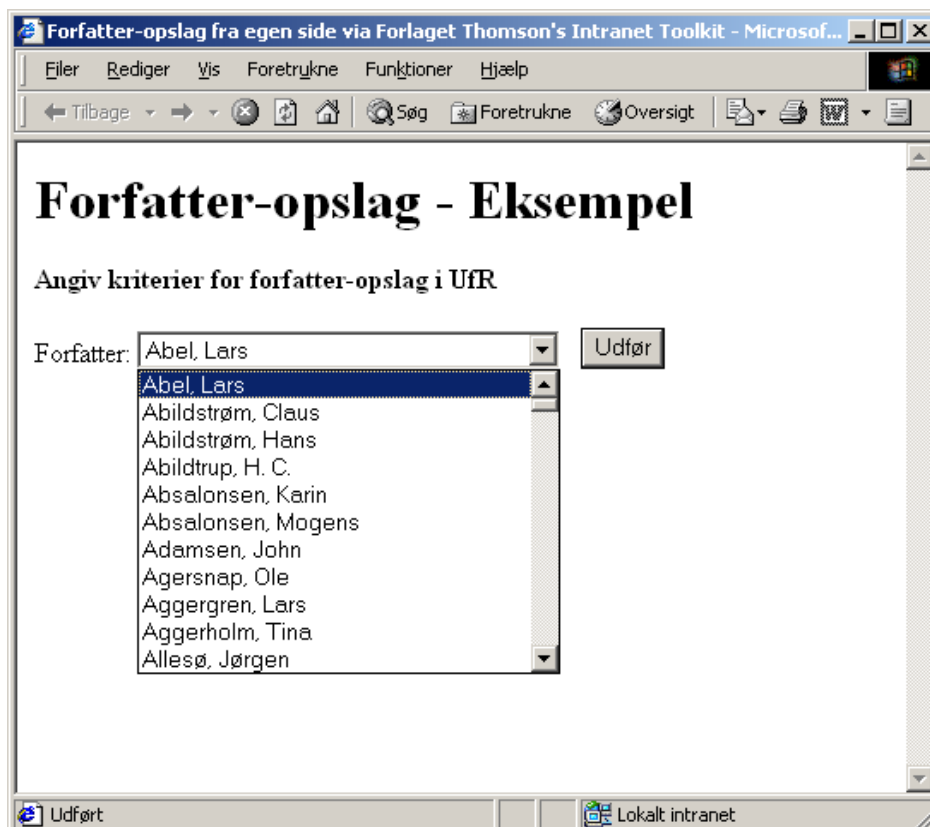 Forfatter-opslag fra egen side via Forlaget Thomson's Intranet Toolkit - Microsof...
Filer Rediger Vis Foretrukne Funktioner Hjælp
Tilbage Søg Foretrukne Oversigt
Forfatter-opslag - Eksempel
Angiv kriterier for forfatter-opslag i UfR
Forfatter: Abel, Lars Udfør
Abel, Lars
Abildstrøm, Claus
Abildstrøm, Hans
Abildtrup, H. C.
Absalonsen, Karin
Absalonsen, Mogens
Adamsen, John
Agersnap, Ole
Aggergren, Lars
Aggerholm, Tina
Allesø, Jørgen
Udført Lokalt intranet